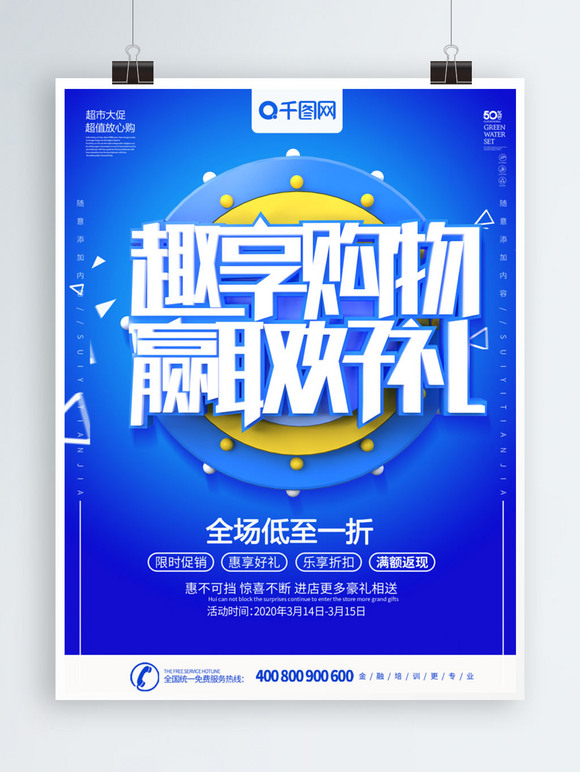 千图网
超市大促
超值放心购
50%
GREEN
WATER
SET
随意添加内容//SUIYITIANJIA
随意添加内容//SUIYITIANJIA
趣享购物
赢取好礼
全场低至一折
限时促销 惠享好礼 乐享折扣 满额返现
惠不可挡 惊喜不断 进店更多豪礼相送
Hui can not block the surprises continue to enter the store more grand gifts
活动时间:2020年3月14日-3月15日
THE FREE SERVICE HOTLINE
全国统一免费服务热线: 400 800 900 600 金/融/培/训/更/专/业